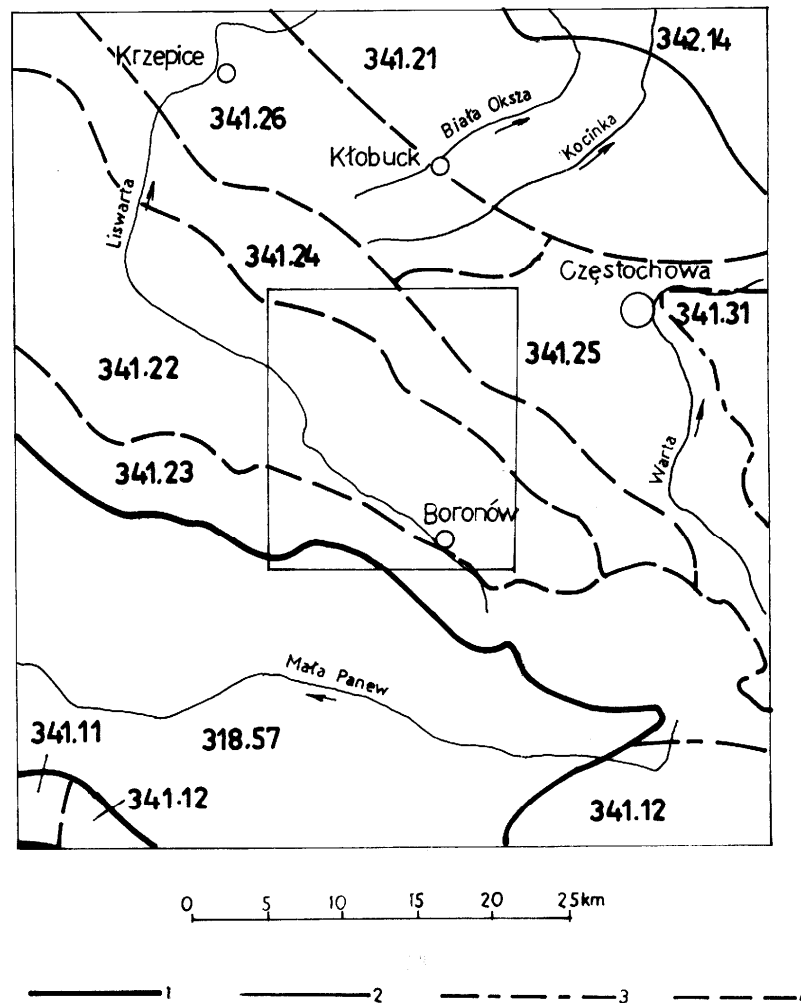 342.14
341.21
Krzepice
341.26
Biała Oksza
Kocinka
Kłobuck
Liswarta
341.24
Częstochowa
341.31
341.25
341.22
Warta
341.23
Boronów
Mała Panew
341.11
318.57
341.12
341.12
0 5 10 15 20 25km
1 2 3